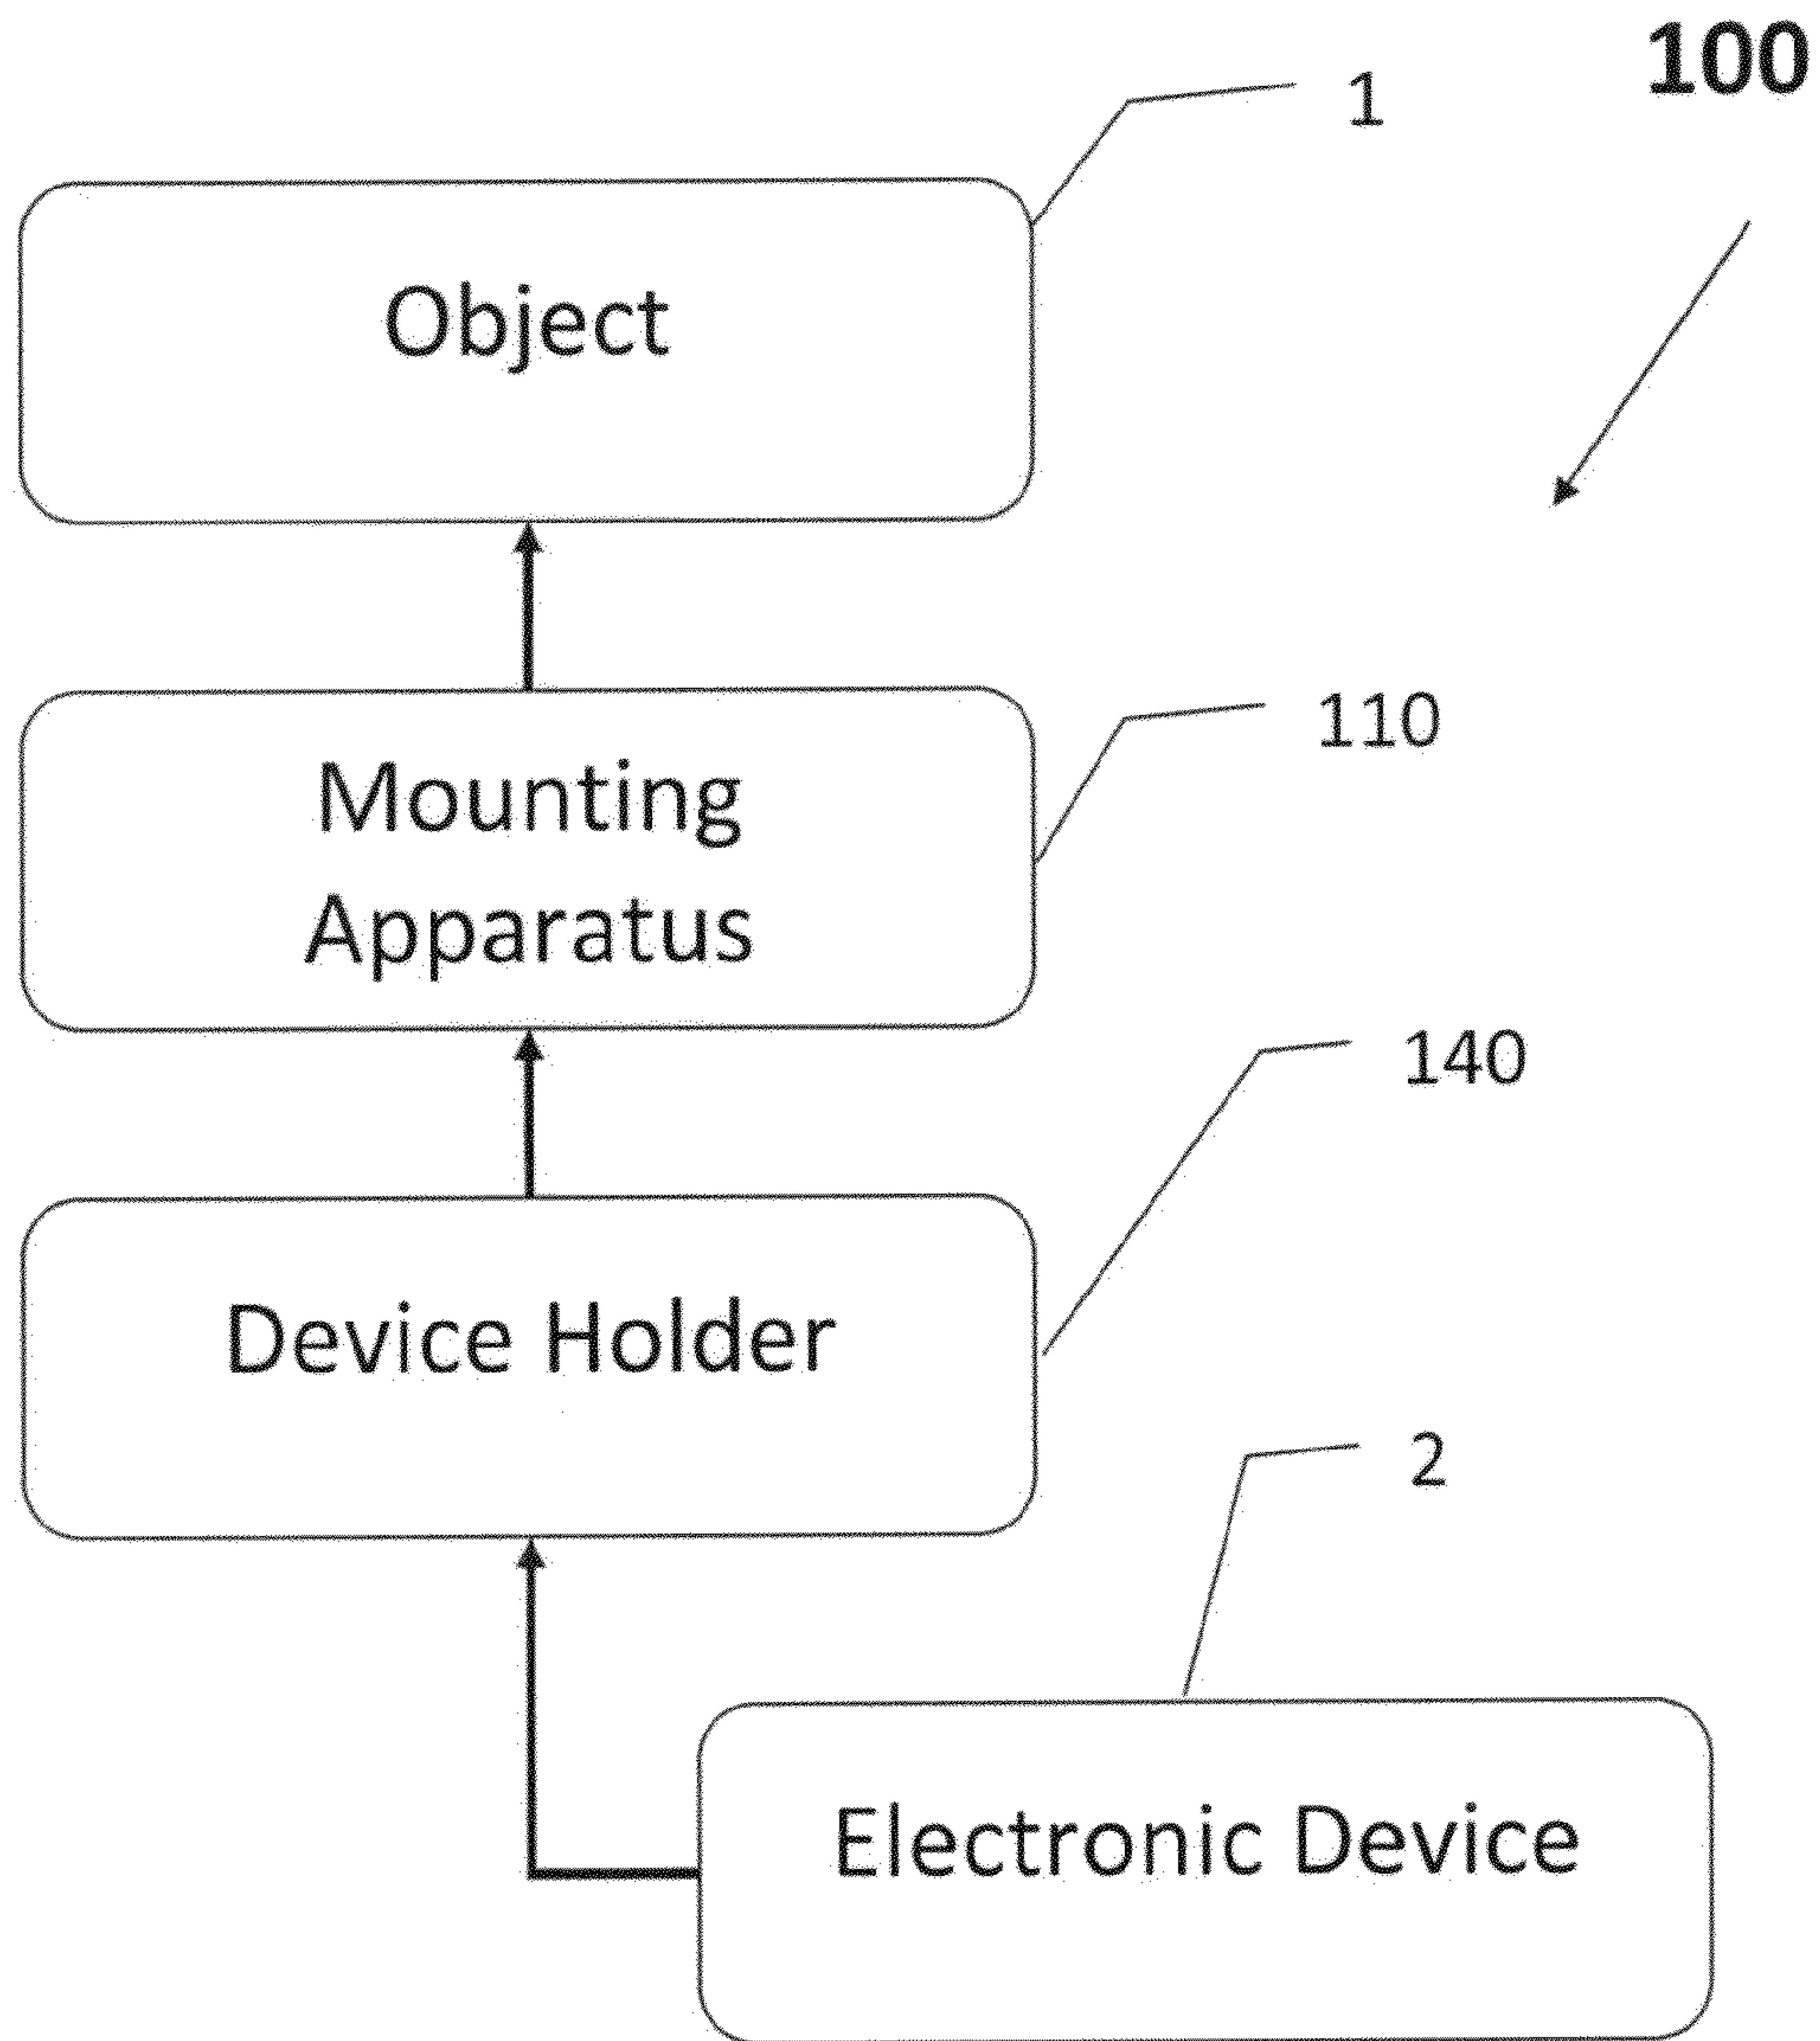 100
1
Object
110
Mounting
Apparatus
140
Device Holder
2
Electronic Device